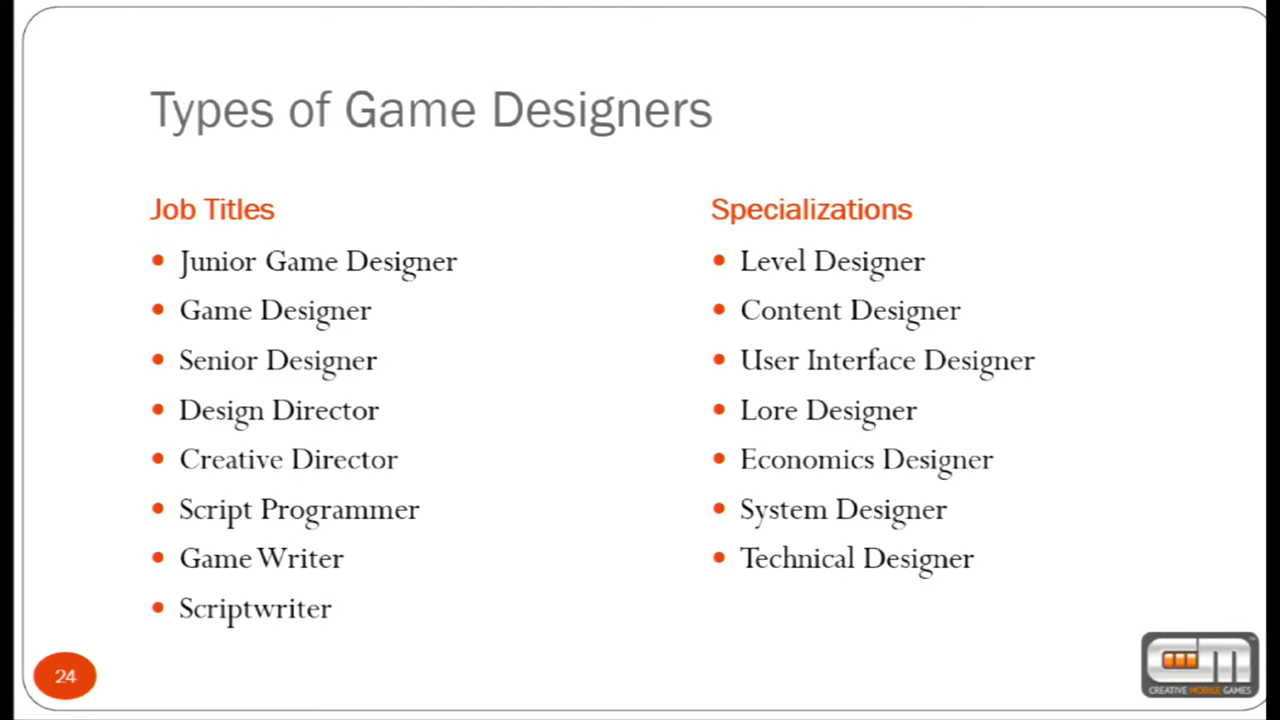 Types of Game Designers
Job Titles
Junior Game Designer
Game Designer
Senior Designer
Design Director
Creative Director
Script Programmer
Game Writer
Scriptwriter
Specializations
Level Designer
Content Designer
User Interface Designer
Lore Designer
Economics Designer
System Designer
Technical Designer
24
CREATIVE MOBILE GAMES